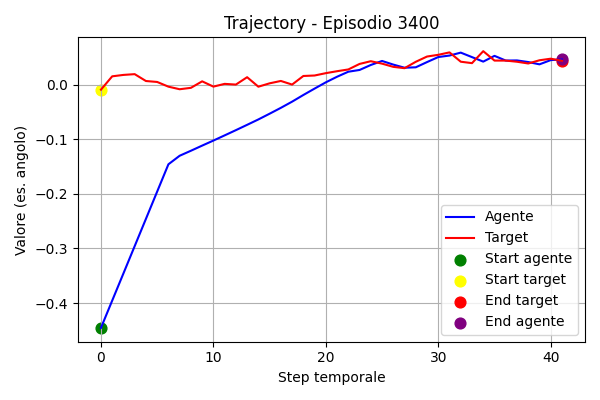 Trajectory - Episodio 3400
Valore (es. angolo)
0.0
−0.1
−0.2
−0.3
−0.4
Agente
Target
Start agente
Start target
End target
End agente
0
10
20
30
40
Step temporale